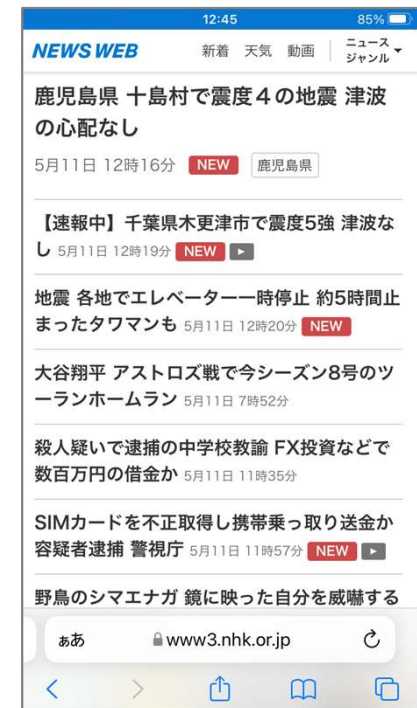 12:45
85%
NEWS WEB
新着 天気 動画
ニュース
ジャンル
鹿児島県 十島村で震度４の地震 津波
の心配なし
5月11日 12時16分 NEW 鹿児島県
【速報中】千葉県木更津市で震度5強 津波な
し 5月11日 12時19分 NEW
地震 各地でエレベーター一時停止 約5時間止
まったタワマンも 5月11日 12時20分 NEW
大谷翔平 アストロズ戦で今シーズン8号のツ
ーランホームラン 5月11日 7時52分
殺人疑いで逮捕の中学校教諭 FX投資などで
数百万円の借金か 5月11日 11時35分
SIMカードを不正取得し携帯乗っ取り送金か
容疑者逮捕 警視庁 5月11日 11時57分 NEW
野鳥のシマエナガ 鏡に映った自分を威嚇する
ぁあ www3.nhk.or.jp